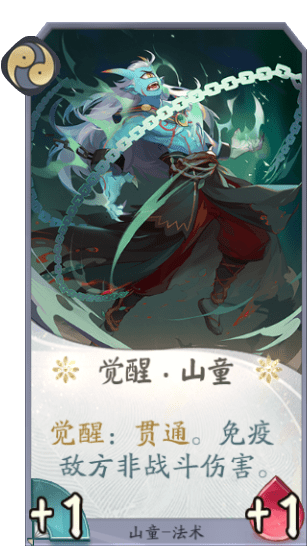 觉醒·山童
觉醒：贯通。免疫
敌方非战斗伤害。
+1
+1
山童-法术